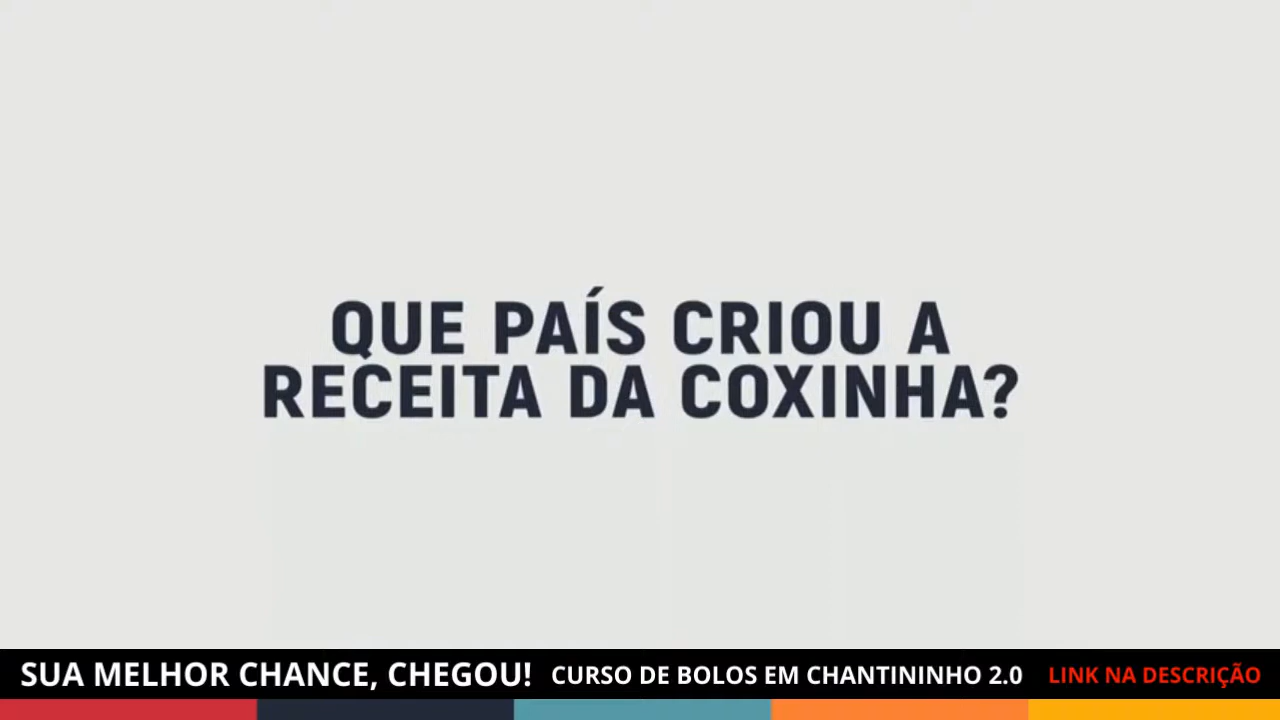 QUE PAÍS CRIOU A
RECEITA DA COXINHA?
SUA MELHOR CHANCE, CHEGOU! CURSO DE BOLOS EM CHANTININHO 2.0 LINK NA DESCRIÇÃO